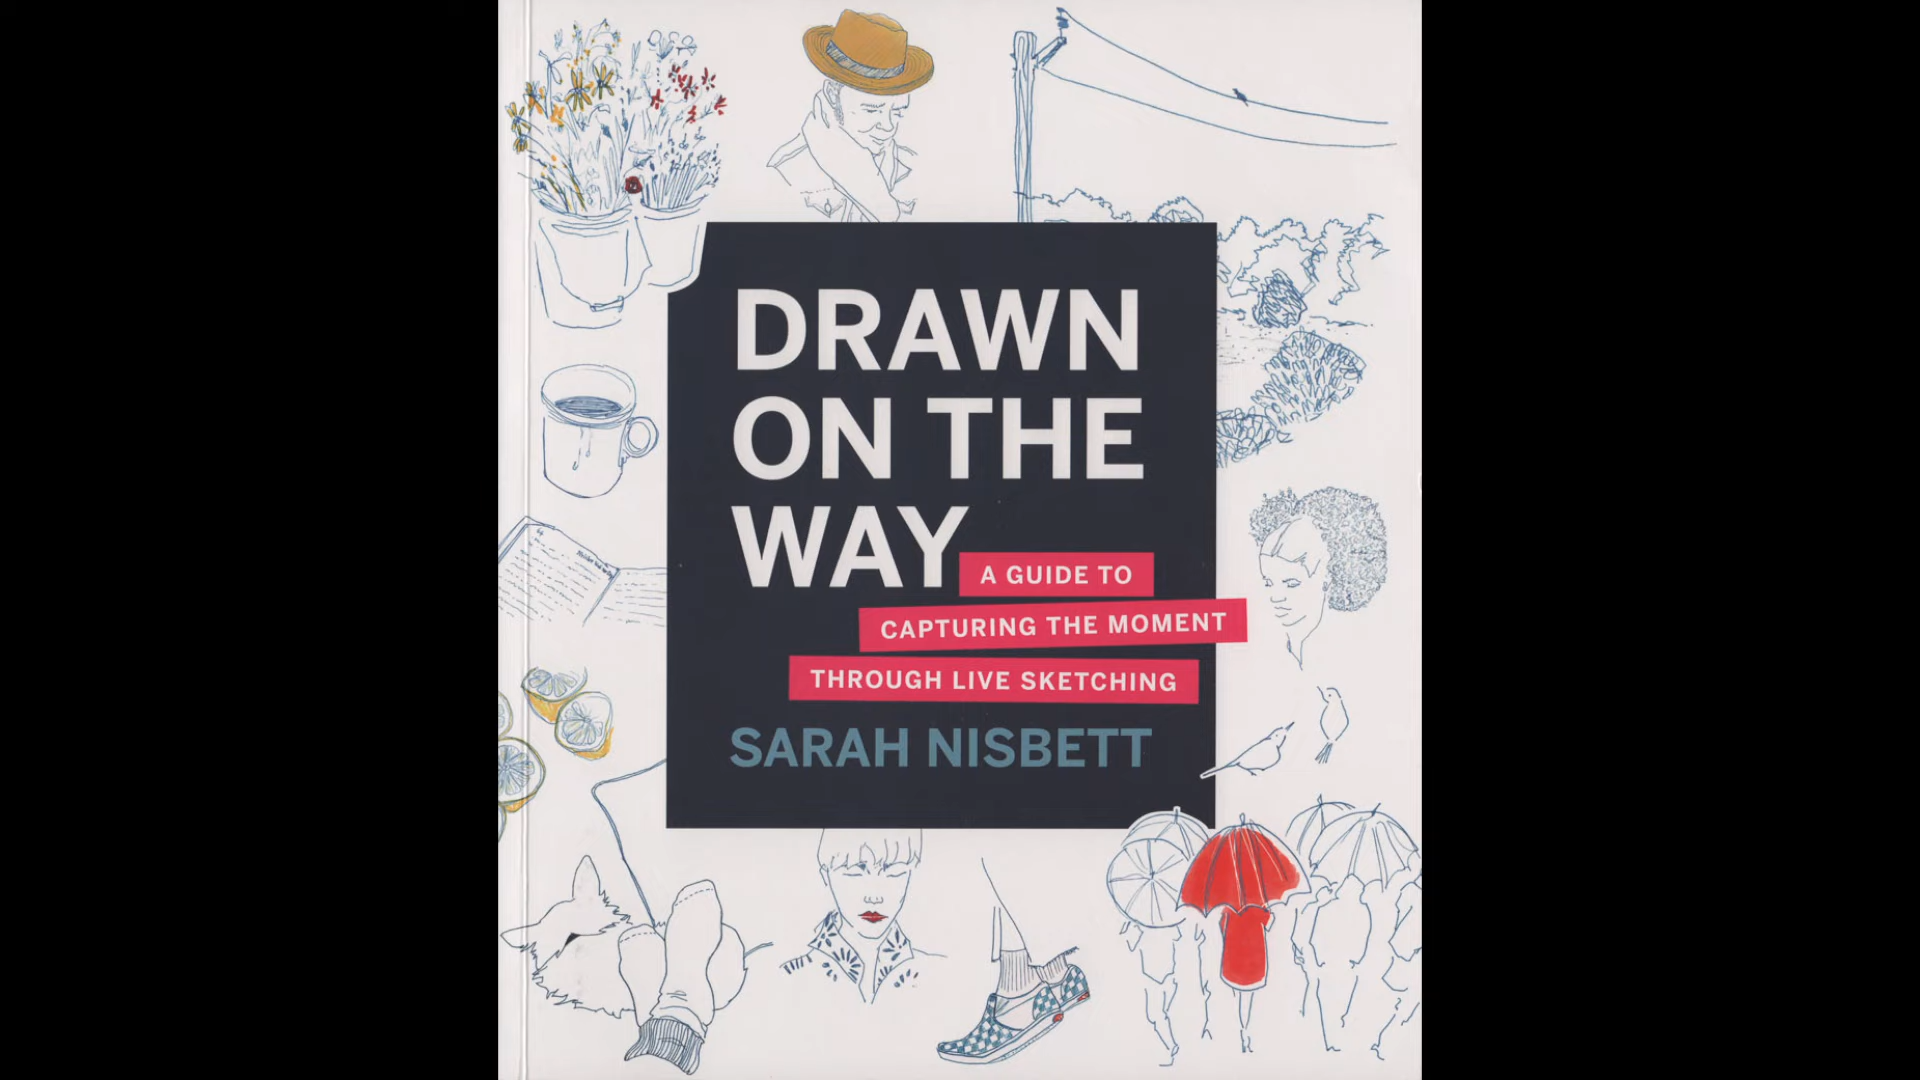 DRAWN
ON THE
WAY
A GUIDE TO
CAPTURING THE MOMENT
THROUGH LIVE SKETCHING
SARAH NISBETT